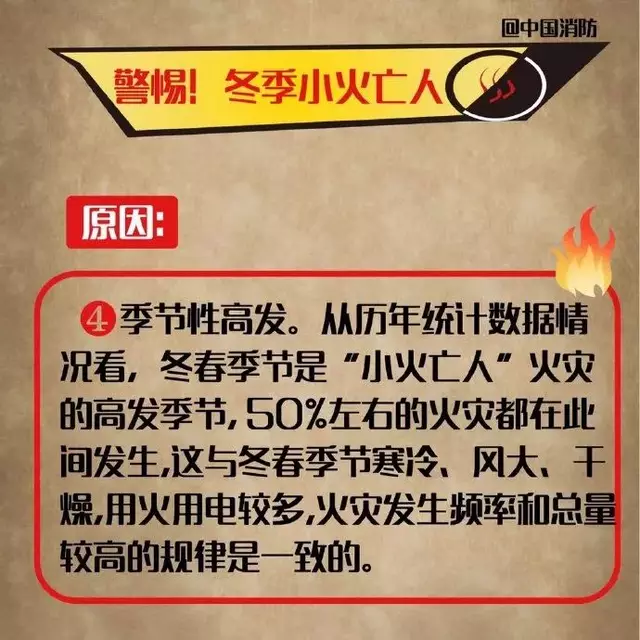 @中国消防
警惕！冬季小火亡人
原因：
④季节性高发。从历年统计数据情
况看，冬春季节是“小火亡人”火灾
的高发季节，50%左右的火灾都在此
间发生，这与冬春季节寒冷、风大、干
燥，用火用电较多，火灾发生频率和总量
较高的规律是一致的。